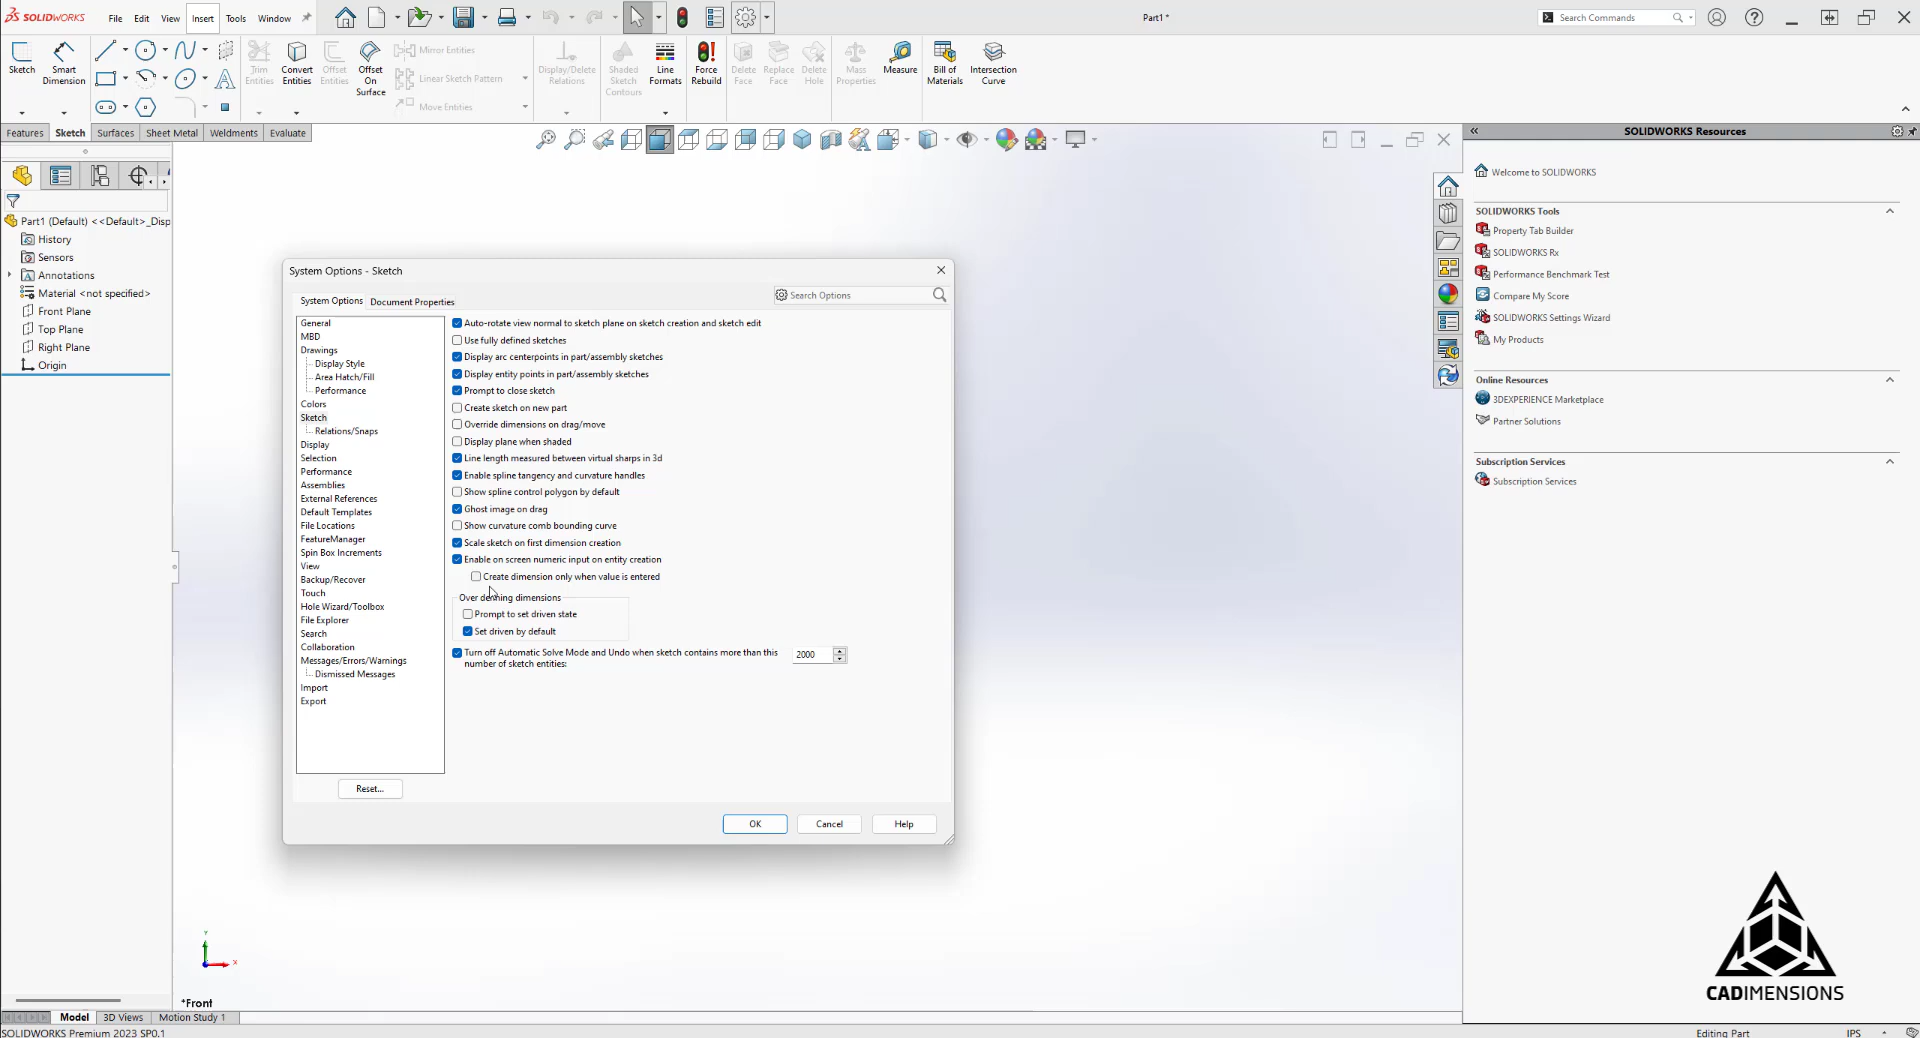 SOLIDWORKS
File Edit View Insert Tools Window
Part1 *
Search Commands
Sketch
Smart Dimension
Trim Entities
Convert Entities
Offset Entities
Offset On Surface
Mirror Entities
Linear Sketch Pattern
Move Entities
Display/Delete Relations
Shaded Sketch Contours
Line Formats
Force Rebuild
Delete Face
Replace Face
Delete Hole
Mass Properties
Measure
Bill of Materials
Intersection Curve
Features Sketch Surfaces Sheet Metal Weldments Evaluate
Part1 (Default) <<Default>_Disp
History
Sensors
Annotations
Material <not specified>
Front Plane
Top Plane
Right Plane
Origin
System Options - Sketch
System Options Document Properties
Search Options
General
MBD
Drawings
Display Style
Area Hatch/Fill
Performance
Colors
Sketch
Relations/Snaps
Display
Selection
Performance
Assemblies
External References
Default Templates
File Locations
FeatureManager
Spin Box Increments
View
Backup/Recover
Touch
Hole Wizard/Toolbox
File Explorer
Search
Collaboration
Messages/Errors/Warnings
Dismissed Messages
Import
Export
Reset...
Auto-rotate view normal to sketch plane on sketch creation and sketch edit
Use fully defined sketches
Display arc centerpoints in part/assembly sketches
Display entity points in part/assembly sketches
Prompt to close sketch
Create sketch on new part
Override dimensions on drag/move
Display plane when shaded
Line length measured between virtual sharps in 3d
Enable spline tangency and curvature handles
Show spline control polygon by default
Ghost image on drag
Show curvature comb bounding curve
Scale sketch on first dimension creation
Enable on screen numeric input on entity creation
Create dimension only when value is entered
Over defining dimensions
Prompt to set driven state
Set driven by default
Turn off Automatic Solve Mode and Undo when sketch contains more than this
number of sketch entities:
2000
OK Cancel Help
SOLIDWORKS Resources
Welcome to SOLIDWORKS
SOLIDWORKS Tools
Property Tab Builder
SOLIDWORKS Rx
Performance Benchmark Test
Compare My Score
SOLIDWORKS Settings Wizard
My Products
Online Resources
3DEXPERIENCE Marketplace
Partner Solutions
Subscription Services
Subscription Services
CADIMENSIONS
Y
X
*Front
Model 3D Views Motion Study 1
SOLIDWORKS Premium 2023 SP0.1
Editing Part
IPS